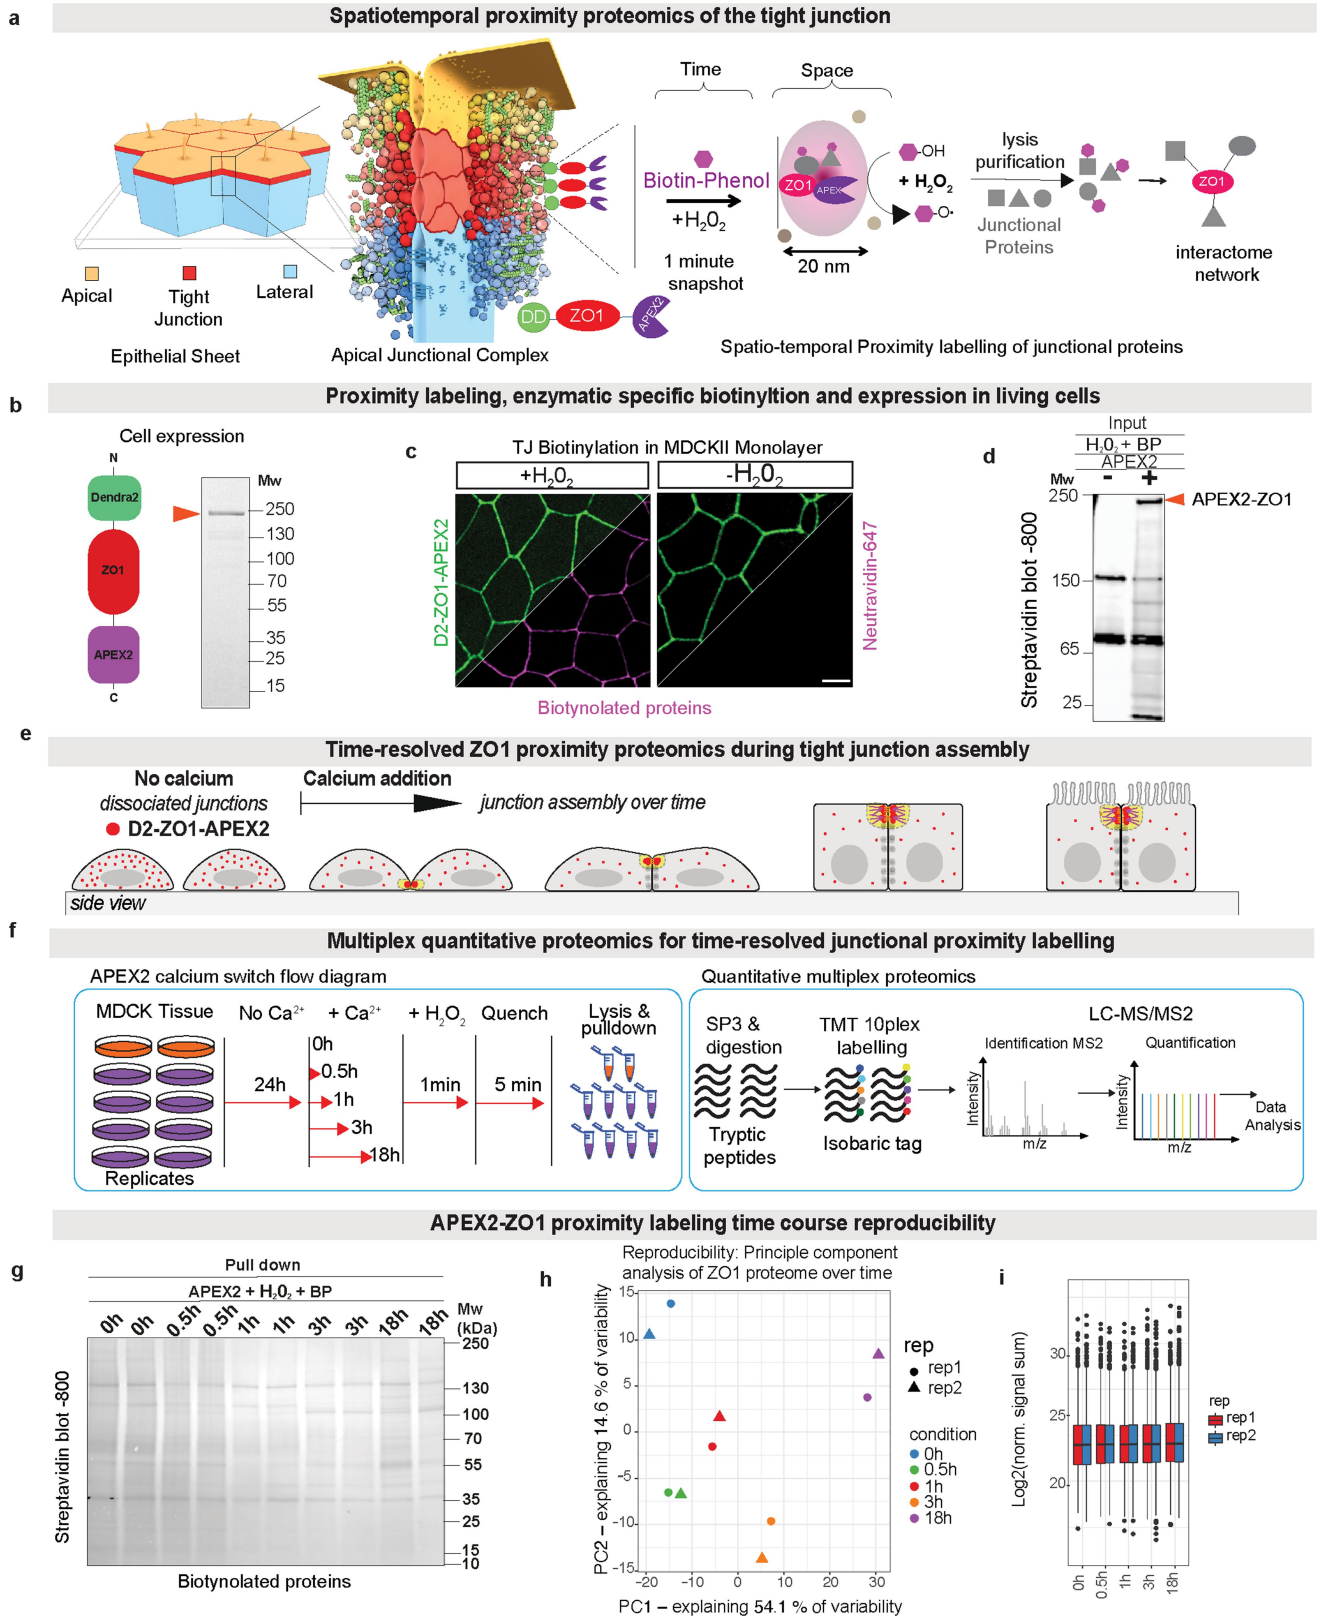 a
Spatiotemporal proximity proteomics of the tight junction
Time
Space
Biotin-Phenol
+H₂O₂
1 minute
snapshot
ZO1
APEX
20 nm
-OH
+ H₂O₂
-O·
lysis
purification
Junctional
Proteins
ZO1
interactome
network
Apical
Tight
Junction
Lateral
DD
ZO1
APEX2
Epithelial Sheet
Apical Junctional Complex
Spatio-temporal Proximity labelling of junctional proteins
b
Proximity labeling, enzymatic specific biotinyltion and expression in living cells
Cell expression
N
Dendra2
ZO1
APEX2
C
Mw
250
130
100
70
55
35
25
15
c
TJ Biotinylation in MDCKII Monolayer
+H₂0₂
-H₂0₂
D2-ZO1-APEX2
Neutravidin-647
Biotynolated proteins
d
Input
H₂0₂ + BP
APEX2
- +
Mw
250
150
65
25
APEX2-ZO1
Streptavidin blot -800
e
Time-resolved ZO1 proximity proteomics during tight junction assembly
No calcium
dissociated junctions
D2-ZO1-APEX2
Calcium addition
junction assembly over time
side view
f
Multiplex quantitative proteomics for time-resolved junctional proximity labelling
APEX2 calcium switch flow diagram
MDCK Tissue
No Ca²⁺
+ Ca²⁺
+ H₂O₂
Quench
Lysis &
pulldown
24h
0h
0.5h
1h
3h
18h
1min
5 min
Replicates
Quantitative multiplex proteomics
SP3 &
digestion
Tryptic
peptides
TMT 10plex
labelling
Isobaric tag
LC-MS/MS2
Identification MS2
Intensity
m/z
Quantification
Intensity
m/z
Data
Analysis
APEX2-ZO1 proximity labeling time course reproducibility
g
Pull down
APEX2 + H₂0₂ + BP
0h 0h 0.5h 0.5h 1h 1h 3h 3h 18h 18h
Mw
(kDa)
250
130
100
70
55
35
25
15
10
Streptavidin blot -800
Biotynolated proteins
h
Reproducibility: Principle component
analysis of ZO1 proteome over time
15
10
5
0
-5
-10
-15
-20 -10 0 10 20 30
PC2 – explaining 14.6 % of variability
PC1 – explaining 54.1 % of variability
rep
rep1
rep2
condition
0h
0.5h
1h
3h
18h
i
Log2(norm. signal sum)
30
25
20
0h 0.5h 1h 3h 18h
rep
rep1
rep2